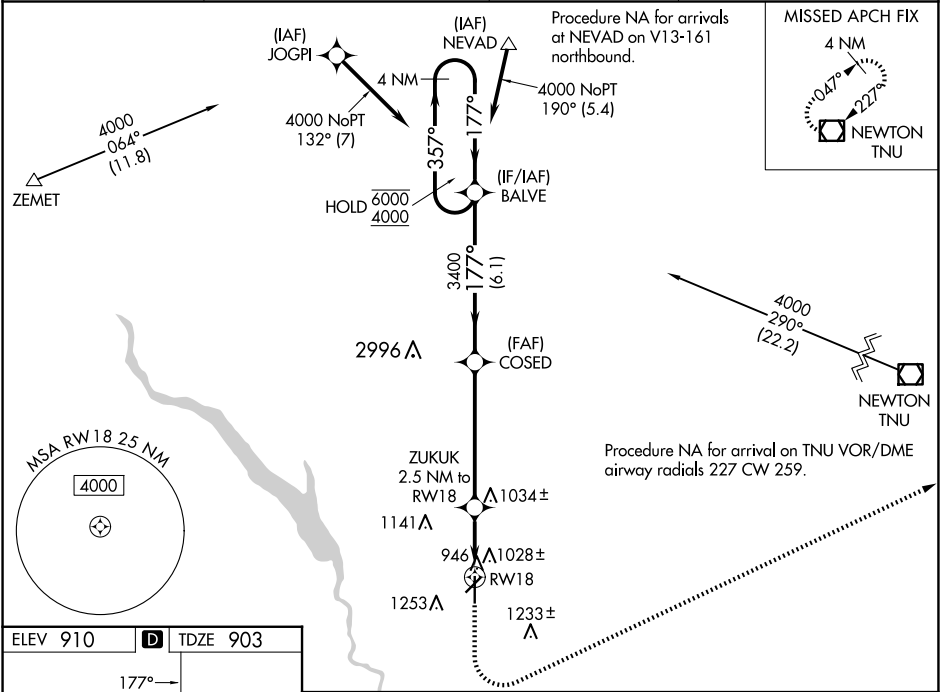 (IAF)
JOGPI
(IAF)
NEVAD
Procedure NA for arrivals
at NEVAD on V13-161
northbound.
MISSED APCH FIX
4 NM
047°
227°
NEWTON
TNU
4 NM
4000 NoPT
190° (5.4)
4000 NoPT
132° (7)
4000
064°
(11.8)
ZEMET
357°
177°
HOLD 6000
4000
(IF/IAF)
BALVE
3400
177°
(6.1)
4000
290°
(22.2)
2996
(FAF)
COSED
NEWTON
TNU
Procedure NA for arrival on TNU VOR/DME
airway radials 227 CW 259.
MSA RW18 25 NM
4000
ZUKUK
2.5 NM to
RW18
1034±
1141
946
1028±
RW18
1253
1233±
ELEV 910 D TDZE 903
177°